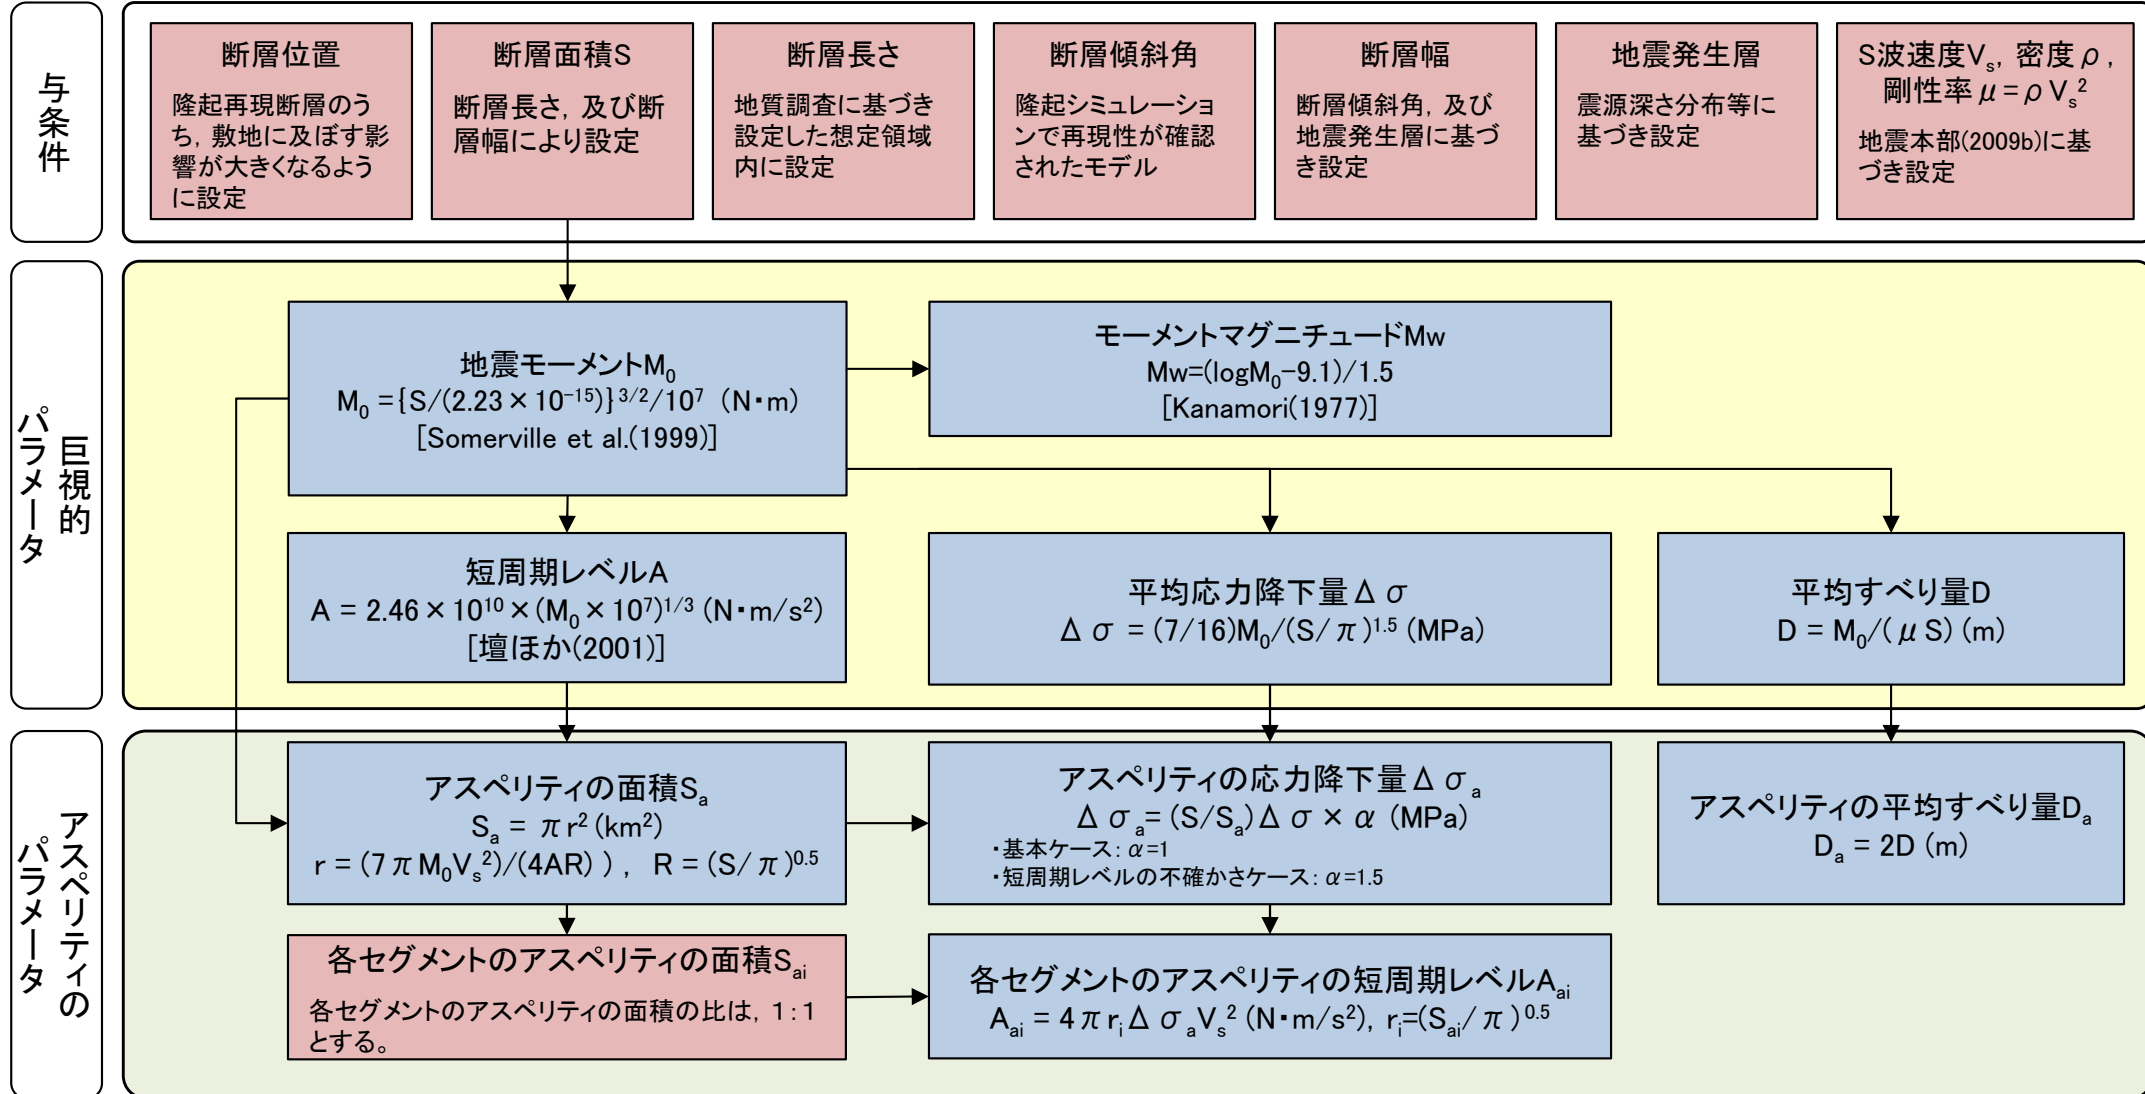 与条件
断層位置
隆起再現断層のう
ち，敷地に及ぼす影
響が大きくなるよう
に設定
断層面積S
断層長さ，及び断
層幅により設定
断層長さ
地質調査に基づき
設定した想定領域
内に設定
断層傾斜角
隆起シミュレーショ
ンで再現性が確認
されたモデル
断層幅
断層傾斜角，及び
地震発生層に基づ
き設定
地震発生層
震源深さ分布等に
基づき設定
S波速度Vₛ，密度ρ，
剛性率μ＝ρVₛ²
地震本部(2009b)に基
づき設定
巨視的
パラメータ
地震モーメントM₀
M₀ ＝{S/(2.23×10⁻¹⁵)}³ᐟ²/10⁷ (N・m)
[Somerville et al.(1999)]
モーメントマグニチュードMw
Mw=(logM₀-9.1)/1.5
[Kanamori(1977)]
短周期レベルA
A = 2.46×10¹⁰×(M₀×10⁷)¹ᐟ³ (N・m/s²)
[壇ほか(2001)]
平均応力降下量Δσ
Δσ = (7/16)M₀/(S/π)¹·⁵ (MPa)
平均すべり量D
D = M₀/(μS) (m)
アスペリティの
パラメータ
アスペリティの面積Sₐ
Sₐ = πr² (km²)
r = (7πM₀Vₛ²)/(4AR) ) ， R = (S/π)⁰·⁵
アスペリティの応力降下量Δσₐ
Δσₐ= (S/Sₐ)Δσ×α (MPa)
・基本ケース：α=1
・短周期レベルの不確かさケース：α=1.5
アスペリティの平均すべり量Dₐ
Dₐ = 2D (m)
各セグメントのアスペリティの面積Sₐᵢ
各セグメントのアスペリティの面積の比は，1：1
とする。
各セグメントのアスペリティの短周期レベルAₐᵢ
Aₐᵢ = 4πrᵢΔσₐVₛ² (N・m/s²)，rᵢ=(Sₐᵢ/π)⁰·⁵